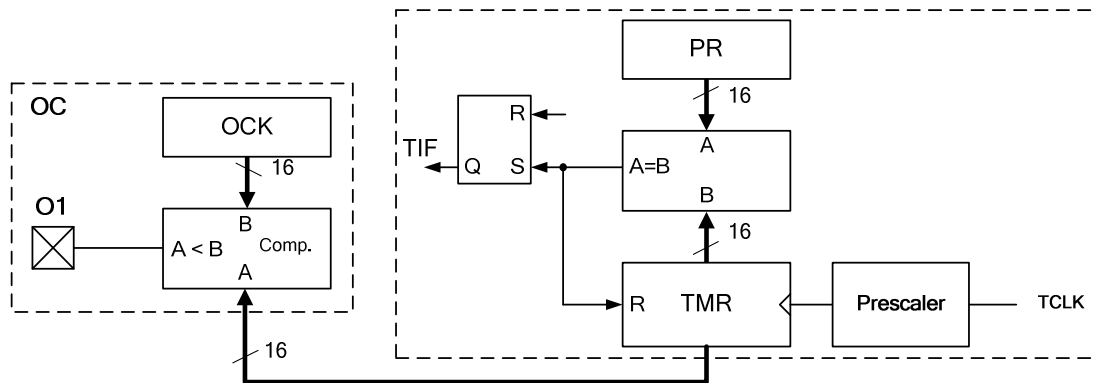 OC
OCK
16
O1
B
A < B
Comp.
A
16
PR
16
R
TIF
Q
S
A=B
A
B
16
R
TMR
Prescaler
TCLK